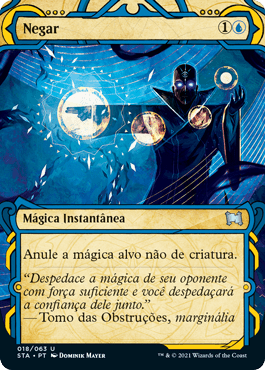 Negar 1
Mágica Instantânea
Anule a mágica alvo não de criatura.
“Despedace a mágica de seu oponente
com força suficiente e você despedaçará
a confiança dele junto.”
— Tomo das Obstruções, marginália
018/063 U
STA • PT DOMINIK MAYER ™ & © 2021 Wizards of the Coast